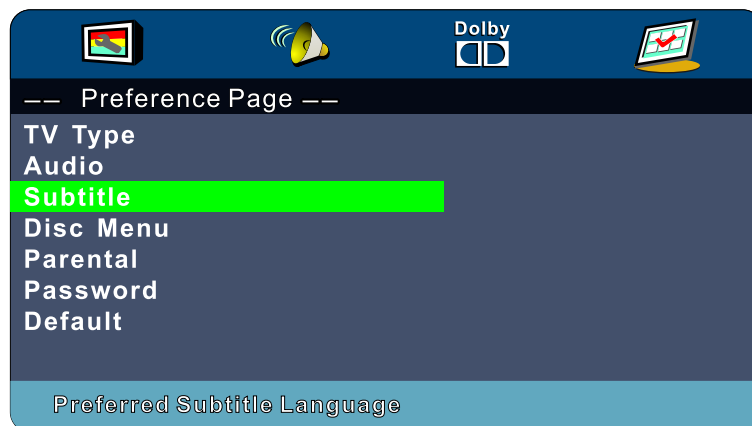 Dolby
-- Preference Page --
TV Type
Audio
Subtitle
Disc Menu
Parental
Password
Default
Preferred Subtitle Language